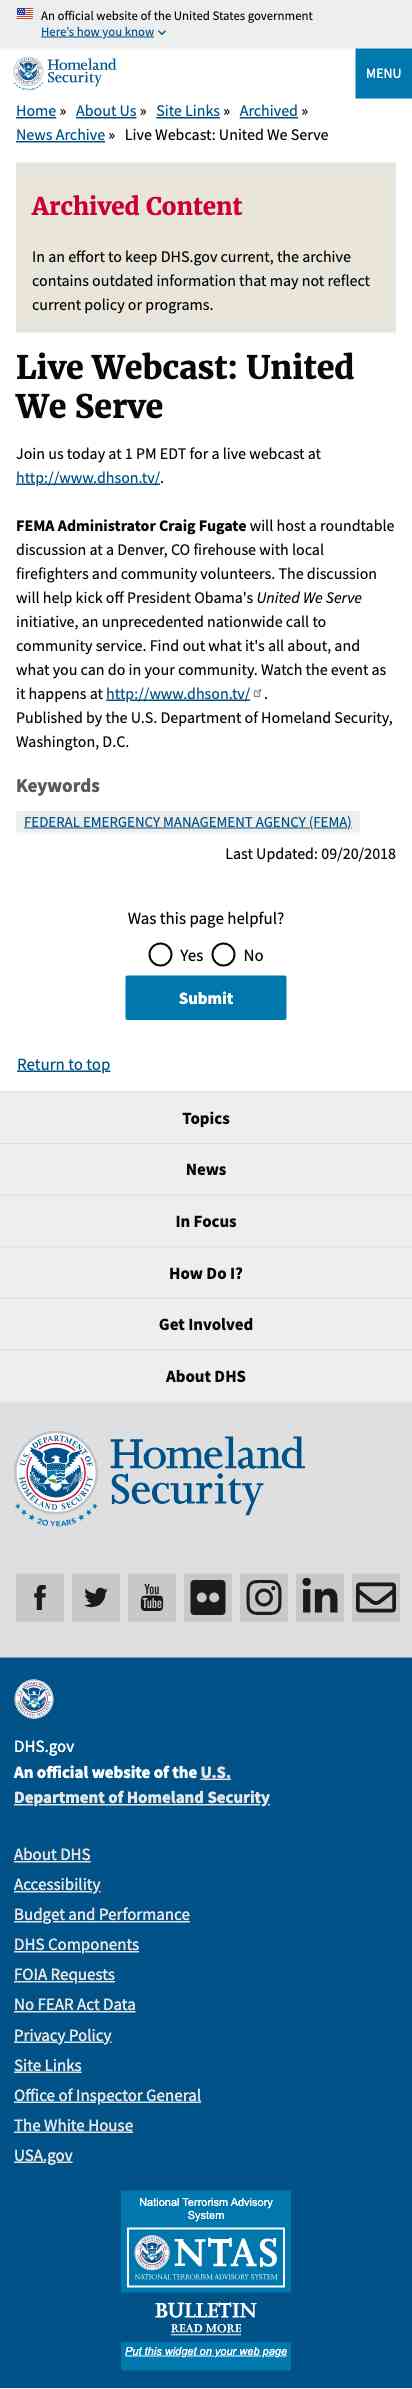 An official website of the United States government
Here's how you know
Homeland
Security
MENU
Home » About Us » Site Links » Archived »
News Archive » Live Webcast: United We Serve
Archived Content
In an effort to keep DHS.gov current, the archive
contains outdated information that may not reflect
current policy or programs.
Live Webcast: United
We Serve
Join us today at 1 PM EDT for a live webcast at
http://www.dhson.tv/.
FEMA Administrator Craig Fugate will host a roundtable
discussion at a Denver, CO firehouse with local
firefighters and community volunteers. The discussion
will help kick off President Obama's United We Serve
initiative, an unprecedented nationwide call to
community service. Find out what it's all about, and
what you can do in your community. Watch the event as
it happens at http://www.dhson.tv/ .
Published by the U.S. Department of Homeland Security,
Washington, D.C.
Keywords
FEDERAL EMERGENCY MANAGEMENT AGENCY (FEMA)
Last Updated: 09/20/2018
Was this page helpful?
Yes No
Submit
Return to top
Topics
News
In Focus
How Do I?
Get Involved
About DHS
U.S. DEPARTMENT OF HOMELAND SECURITY
20 YEARS
Homeland
Security
You
Tube
DHS.gov
An official website of the U.S.
Department of Homeland Security
About DHS
Accessibility
Budget and Performance
DHS Components
FOIA Requests
No FEAR Act Data
Privacy Policy
Site Links
Office of Inspector General
The White House
USA.gov
National Terrorism Advisory
System
NTAS
NATIONAL TERRORISM ADVISORY SYSTEM
BULLETIN
READ MORE
Put this widget on your web page